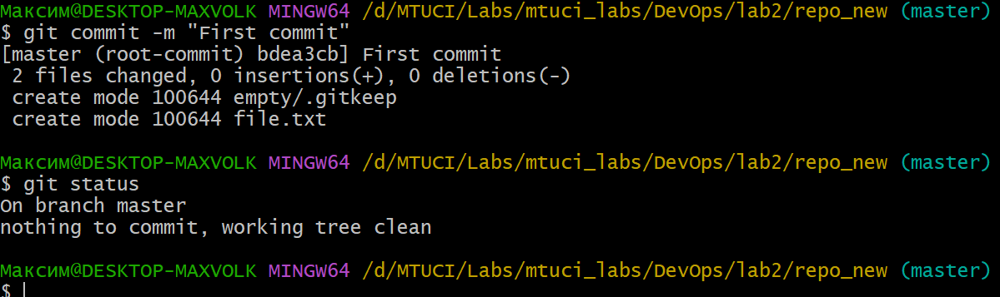 Максим@DESKTOP-MAXVOLK MINGW64 /d/MTUCI/Labs/mtuci_labs/DevOps/lab2/repo_new (master)
$ git commit -m "First commit"
[master (root-commit) bdea3cb] First commit
 2 files changed, 0 insertions(+), 0 deletions(-)
 create mode 100644 empty/.gitkeep
 create mode 100644 file.txt

Максим@DESKTOP-MAXVOLK MINGW64 /d/MTUCI/Labs/mtuci_labs/DevOps/lab2/repo_new (master)
$ git status
On branch master
nothing to commit, working tree clean

Максим@DESKTOP-MAXVOLK MINGW64 /d/MTUCI/Labs/mtuci_labs/DevOps/lab2/repo_new (master)
$